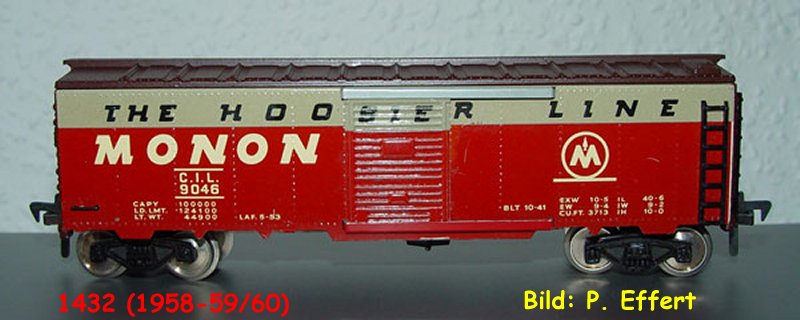 THE HOOSIER LINE
MONON
C.I.L.
9046
CAPY 100000
LD.LMT. -124100
LT. WT. 44900
LAF. 5-53
M
BLT 10-41
EXW 10-5 IL 40-6
EW 9-4 IW 9-2
CU.FT. 3713 IH 10-0
1432 (1958-59/60)
Bild: P. Effert